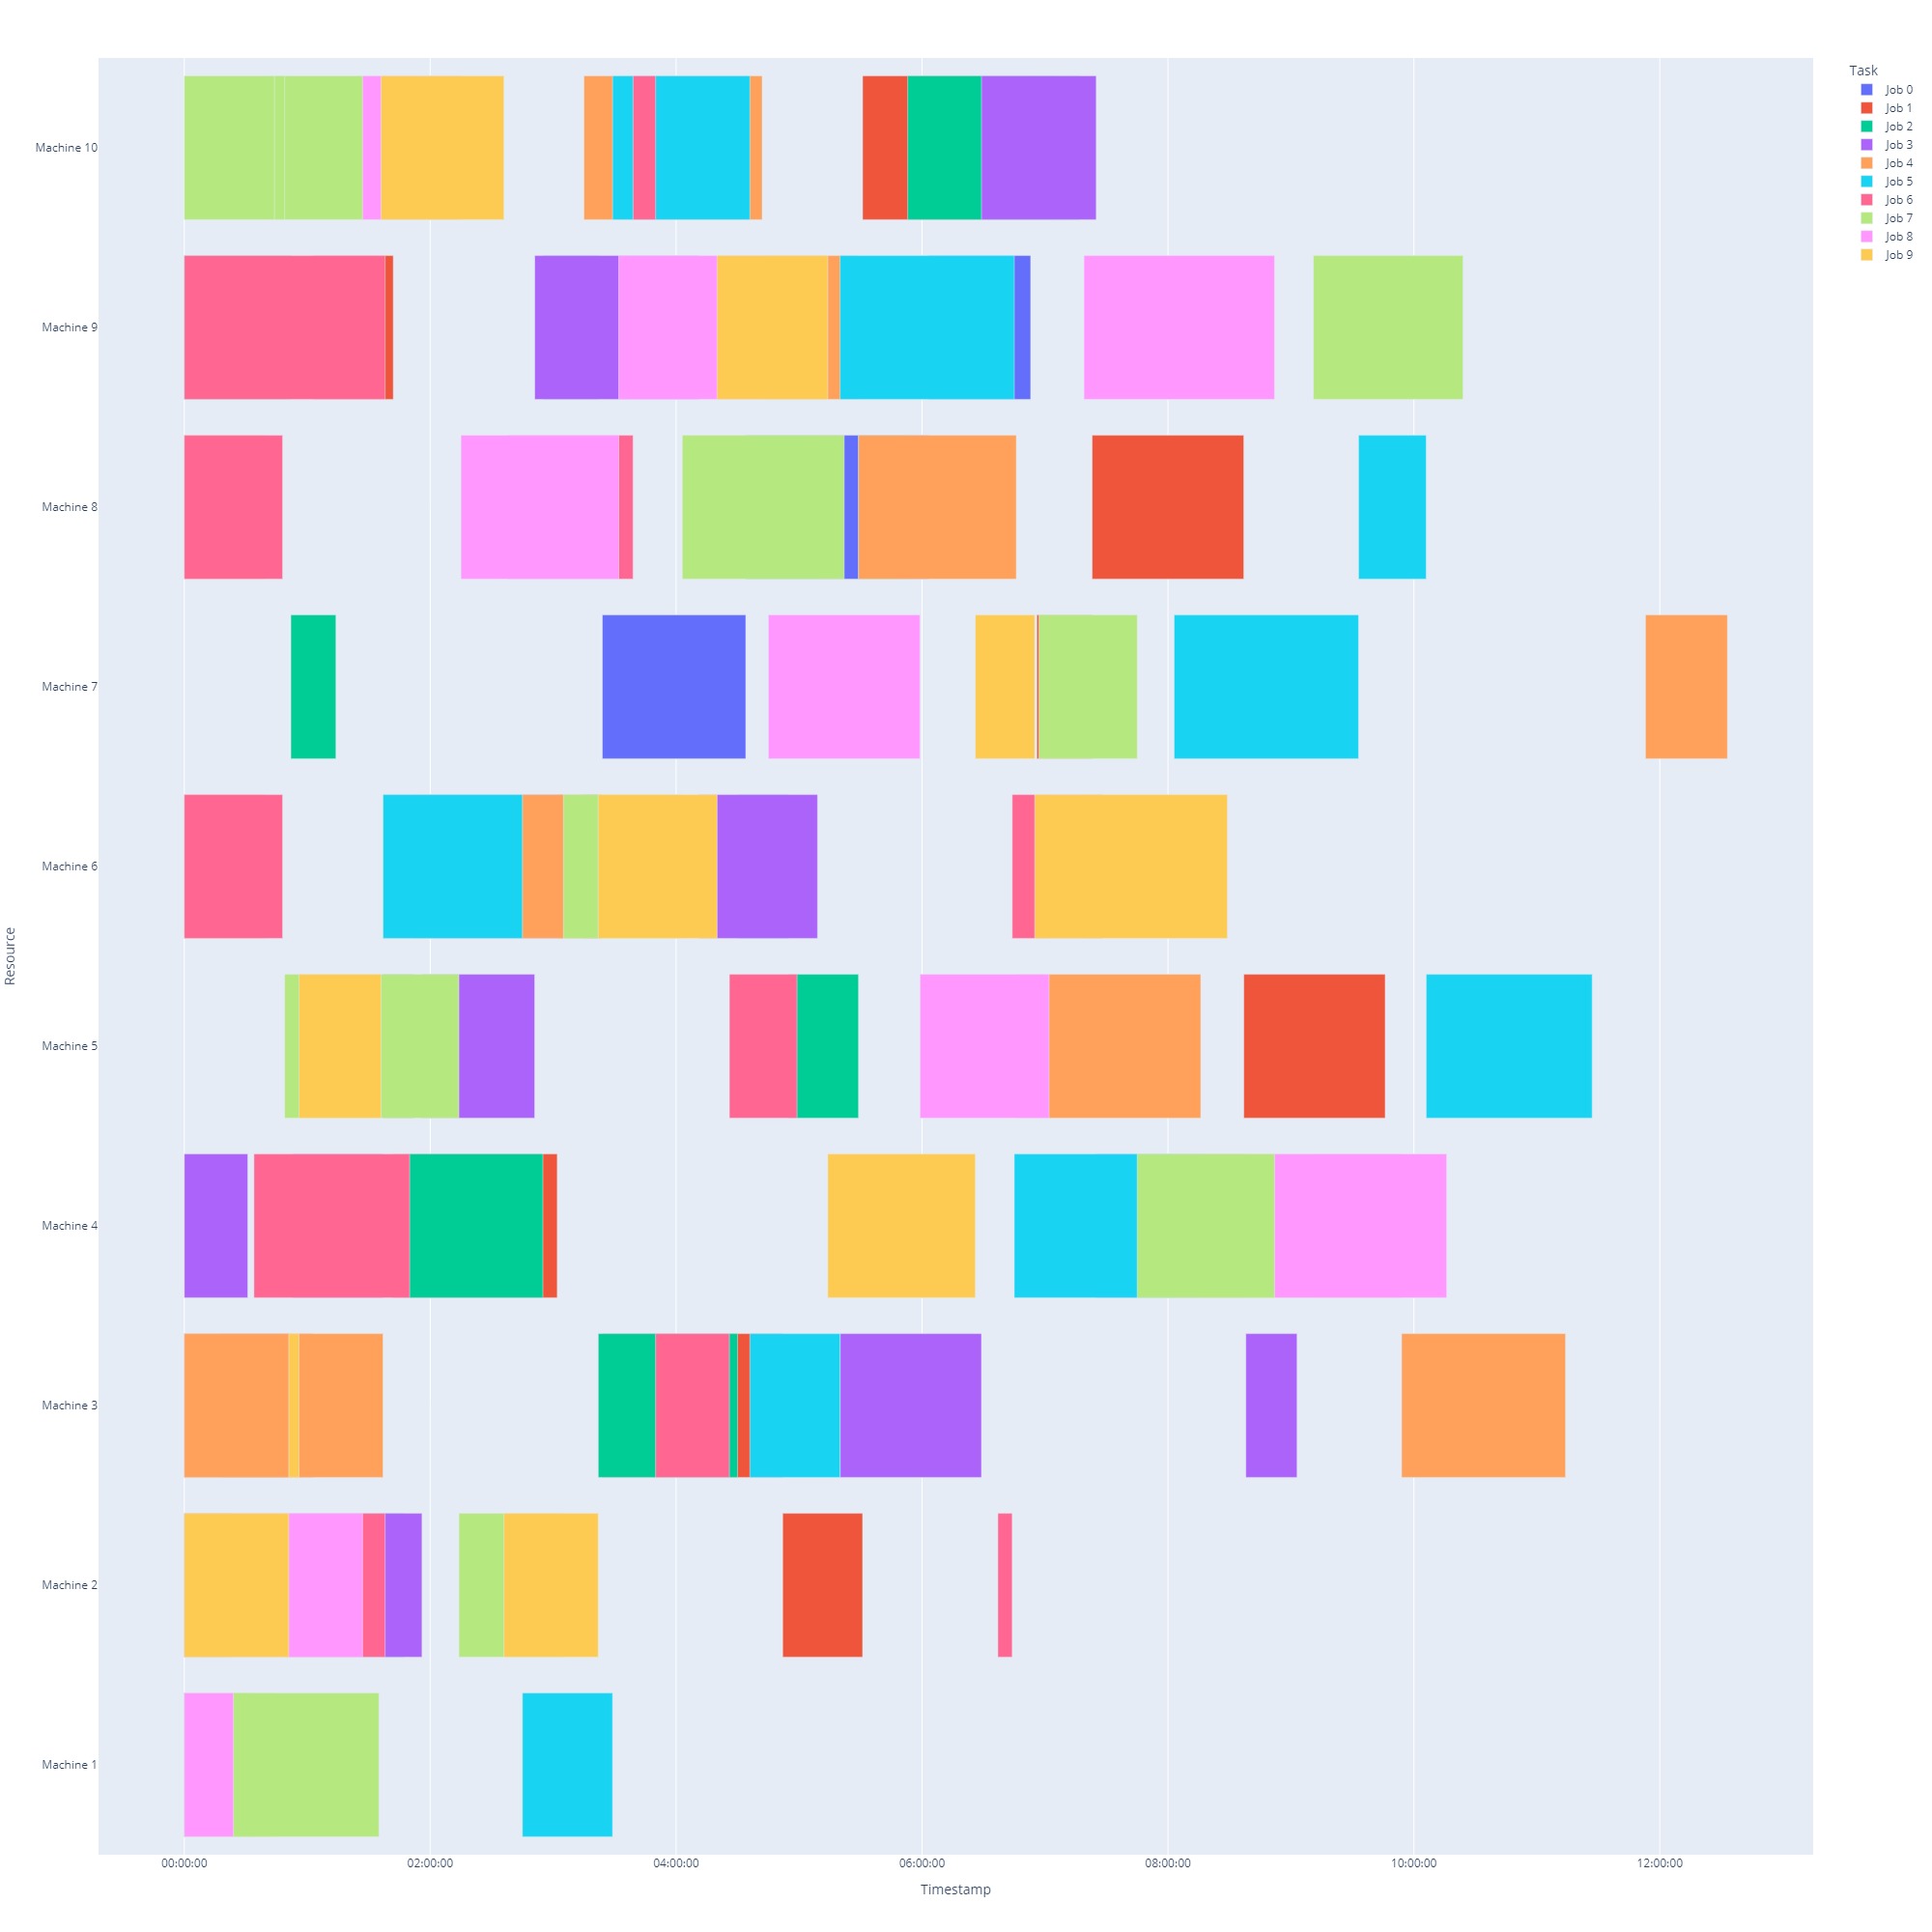 Task
Job 0
Job 1
Job 2
Job 3
Job 4
Job 5
Job 6
Job 7
Job 8
Job 9
Machine 10
Machine 9
Machine 8
Machine 7
Machine 6
Resource
Machine 5
Machine 4
Machine 3
Machine 2
Machine 1
00:00:00 02:00:00 04:00:00 06:00:00 08:00:00 10:00:00 12:00:00
Timestamp